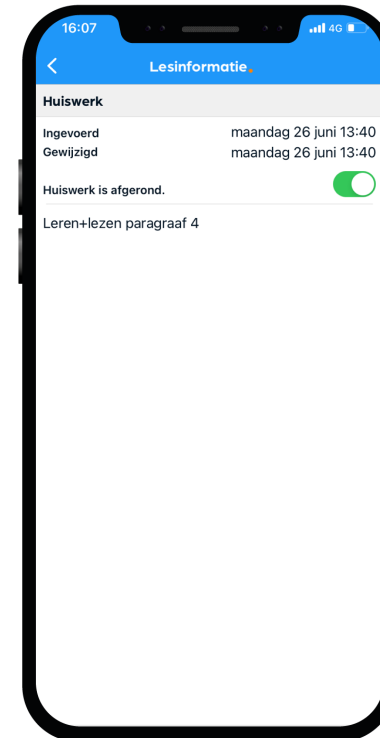 16:07
4G
Lesinformatie.
Huiswerk
Ingevoerd maandag 26 juni 13:40
Gewijzigd maandag 26 juni 13:40
Huiswerk is afgerond.
Leren+lezen paragraaf 4